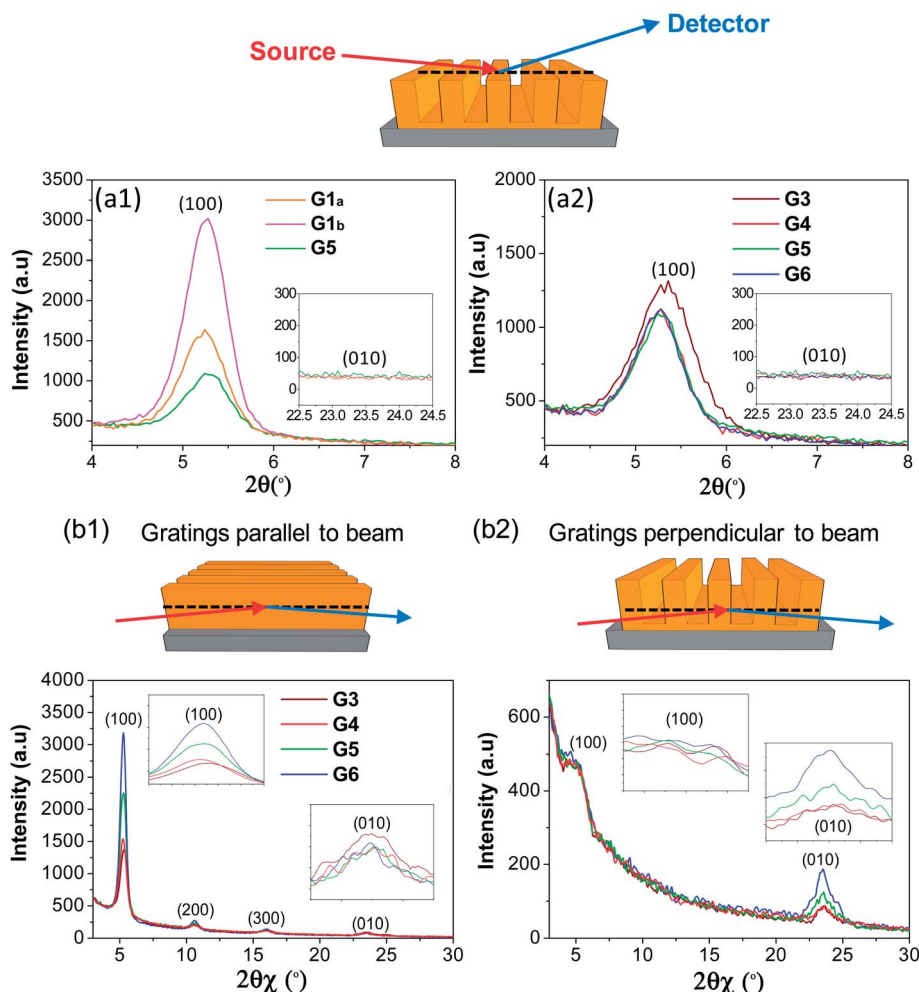 Detector
Source
(a1)
(100)
G1a
G1b
G5
(010)
300
200
100
0
22.5 23.0 23.5 24.0 24.5
3500
3000
2500
2000
1500
1000
500
4 5 6 7 8
Intensity (a.u)
2θ(°)
(a2)
(100)
G3
G4
G5
G6
(010)
300
200
100
0
22.5 23.0 23.5 24.0 24.5
2000
1500
1000
500
4 5 6 7 8
Intensity (a.u)
2θ(°)
(b1) Gratings parallel to beam
(b2) Gratings perpendicular to beam
4000
3500
3000
2500
2000
1500
1000
500
0
Intensity (a.u)
(100)
(100)
G3
G4
G5
G6
(010)
(200)
(300)
(010)
5 10 15 20 25 30
2θχ (°)
600
400
200
0
Intensity (a.u)
(100)
(100)
(010)
(010)
5 10 15 20 25 30
2θχ (°)